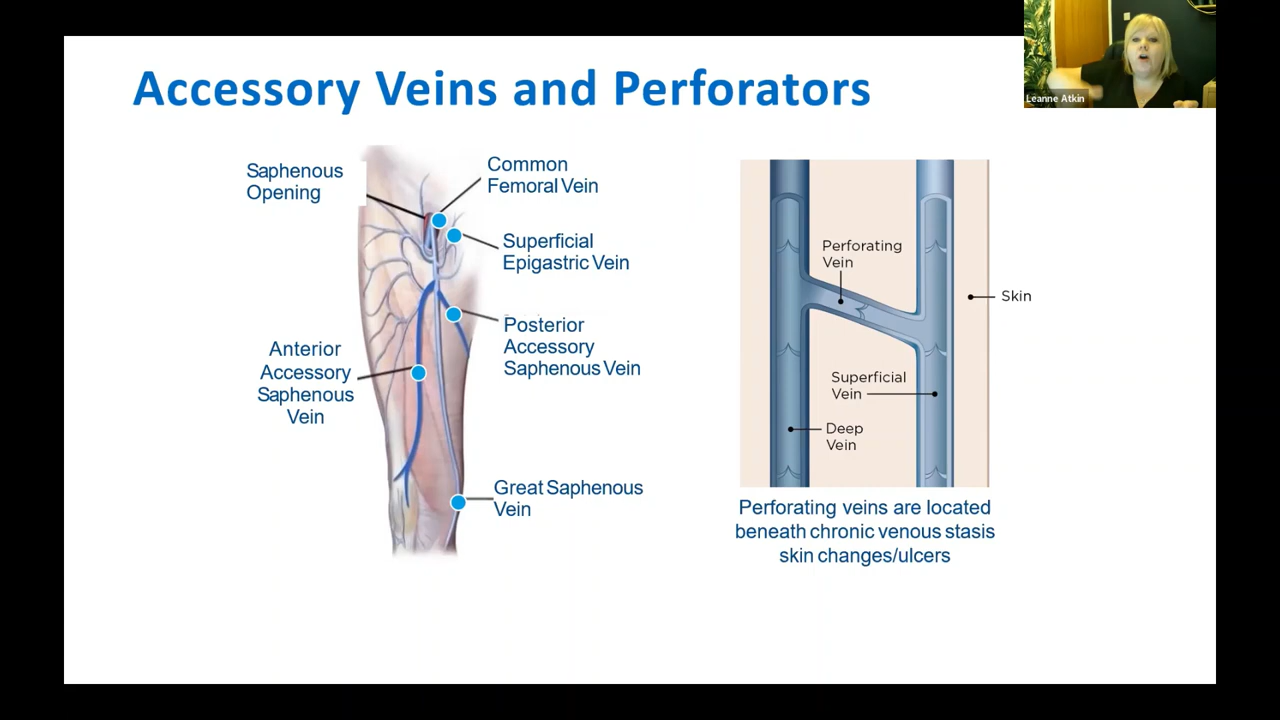 Accessory Veins and Perforators
Leanne Atkin
Saphenous
Opening
Common
Femoral Vein
Superficial
Epigastric Vein
Posterior
Accessory
Saphenous Vein
Anterior
Accessory
Saphenous
Vein
Great Saphenous
Vein
Perforating
Vein
Skin
Superficial
Vein
Deep
Vein
Perforating veins are located
beneath chronic venous stasis
skin changes/ulcers